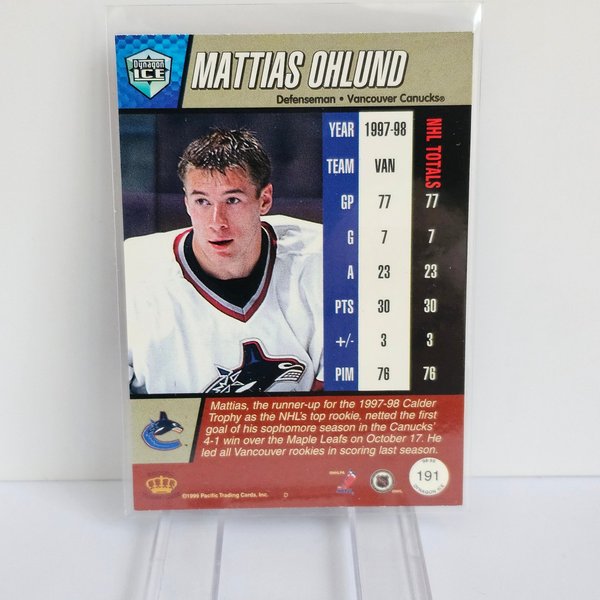 Dynagon
ICE
MATTIAS OHLUND
Defenseman • Vancouver Canucks®
YEAR 1997-98 NHL TOTALS
TEAM VAN
GP 77 77
G 7 7
A 23 23
PTS 30 30
+/- 3 3
PIM 76 76
Mattias, the runner-up for the 1997-98 Calder
Trophy as the NHL's top rookie, netted the first
goal of his sophomore season in the Canucks'
4-1 win over the Maple Leafs on October 17. He
led all Vancouver rookies in scoring last season.
©1999 Pacific Trading Cards, Inc. D
NHLPA
191
DYNAGON ICE